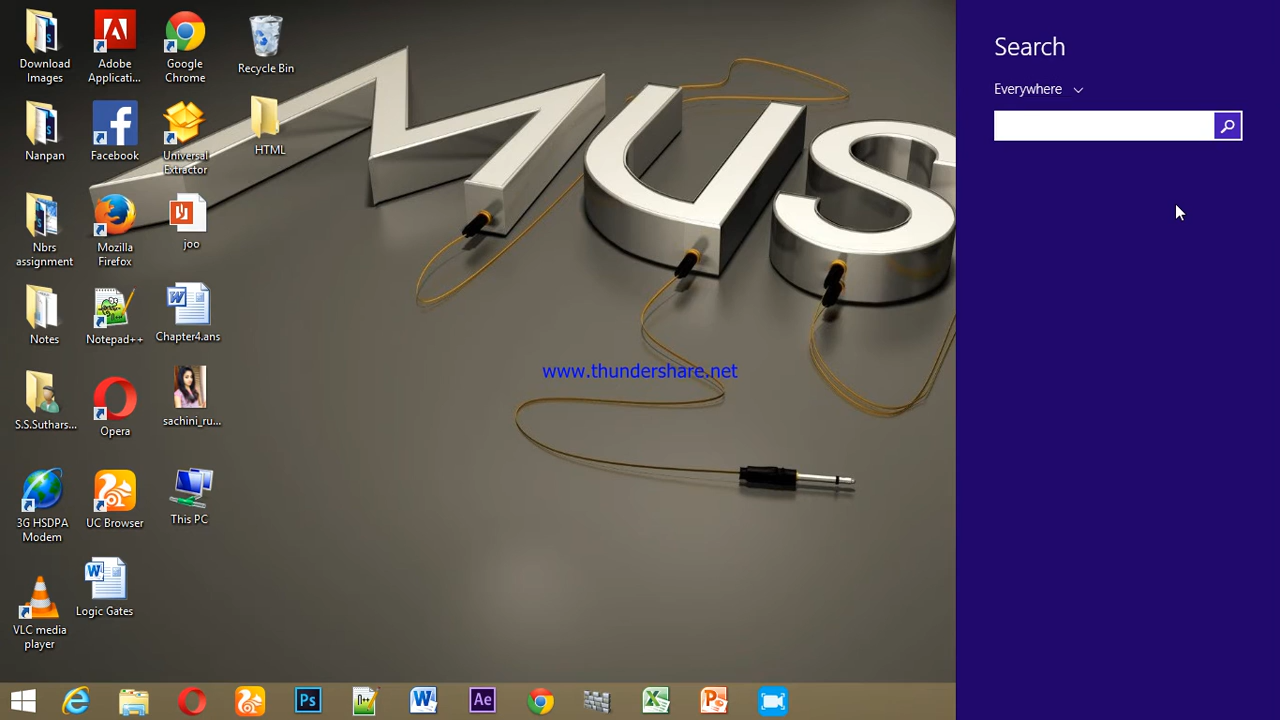 Download
Images
Adobe
Applicati...
Google
Chrome
Recycle Bin
Nanpan
Facebook
Universal
Extractor
HTML
Nbrs
assignment
Mozilla
Firefox
joo
Notes
Notepad++
Chapter4.ans
S.S.Suthars...
Opera
sachini_ru...
3G HSDPA
Modem
UC Browser
This PC
VLC media
player
Logic Gates
MUS
www.thundershare.net
Search
Everywhere
Ps
Ae